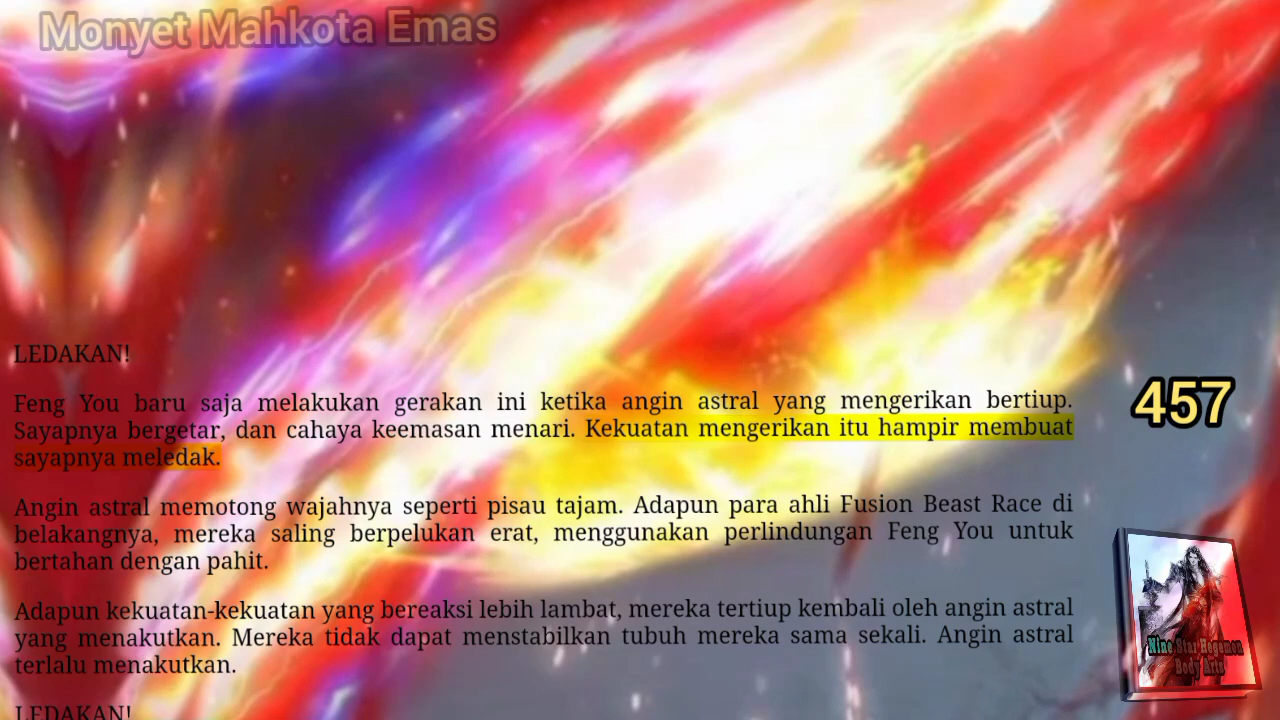 Monyet Mahkota Emas
LEDAKAN!
Feng You baru saja melakukan gerakan ini ketika angin astral yang mengerikan bertiup.
Sayapnya bergetar, dan cahaya keemasan menari. Kekuatan mengerikan itu hampir membuat
sayapnya meledak.
457
Angin astral memotong wajahnya seperti pisau tajam. Adapun para ahli Fusion Beast Race di
belakangnya, mereka saling berpelukan erat, menggunakan perlindungan Feng You untuk
bertahan dengan pahit.
Adapun kekuatan-kekuatan yang bereaksi lebih lambat, mereka tertiup kembali oleh angin astral
yang menakutkan. Mereka tidak dapat menstabilkan tubuh mereka sama sekali. Angin astral
terlalu menakutkan.
Nine Star Hegemon
Body Arts
LEDAKAN!